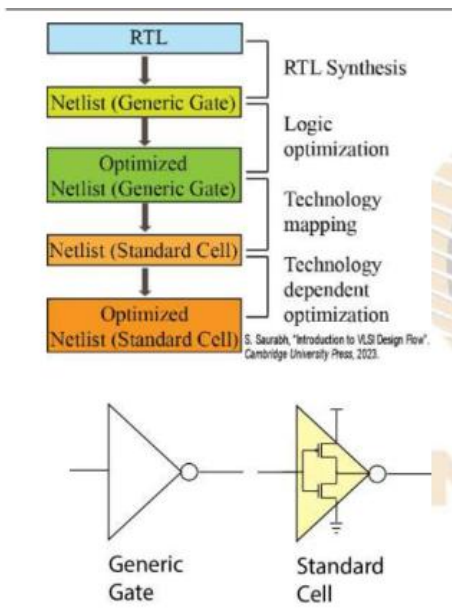 RTL
RTL Synthesis
Netlist (Generic Gate)
Logic
optimization
Optimized
Netlist (Generic Gate)
Technology
mapping
Netlist (Standard Cell)
Technology
dependent
optimization
Optimized
Netlist (Standard Cell)
S. Saurabh, "Introduction to VLSI Design Flow".
Cambridge University Press, 2023.
Generic
Gate
Standard
Cell